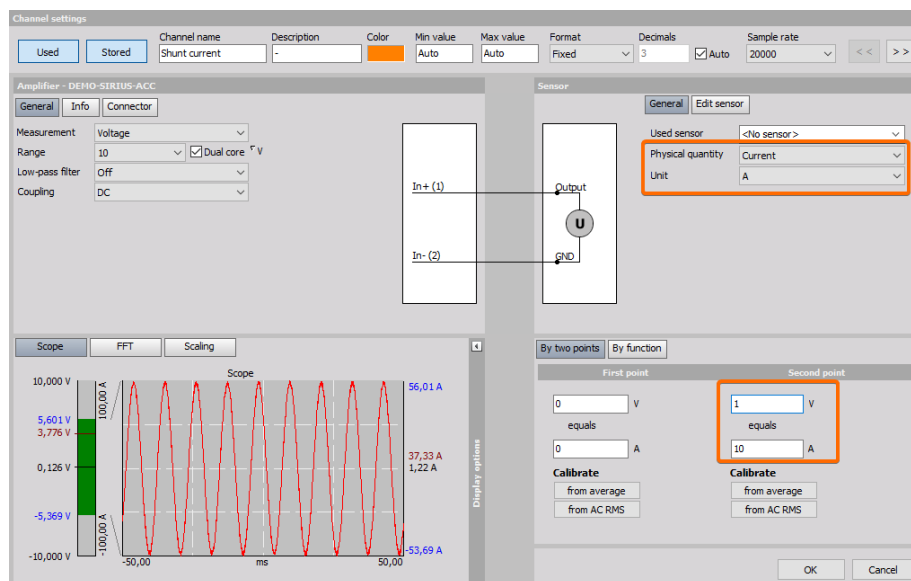 Channel settings
Used Stored Channel name Description Color Min value Max value Format Decimals Sample rate
Shunt current - Auto Auto Fixed 3 Auto 20000 << >>
Amplifier - DEMO-SIRIUS-ACC
General Info Connector
Measurement Voltage
Range 10 Dual core V
Low-pass filter Off
Coupling DC
In+ (1)
In- (2)
Sensor
General Edit sensor
Used sensor <No sensor>
Physical quantity Current
Unit A
Output
U
GND
Scope FFT Scaling
Scope
10,000 V 100,00 A 56,01 A
5,601 V
3,776 V
37,33 A
0,126 V 1,22 A
-5,369 V
-10,000 V -100,00 A -53,69 A
-50,00 ms 50,00
Display options
By two points By function
First point Second point
0 V 1 V
equals equals
0 A 10 A
Calibrate Calibrate
from average from average
from AC RMS from AC RMS
OK Cancel